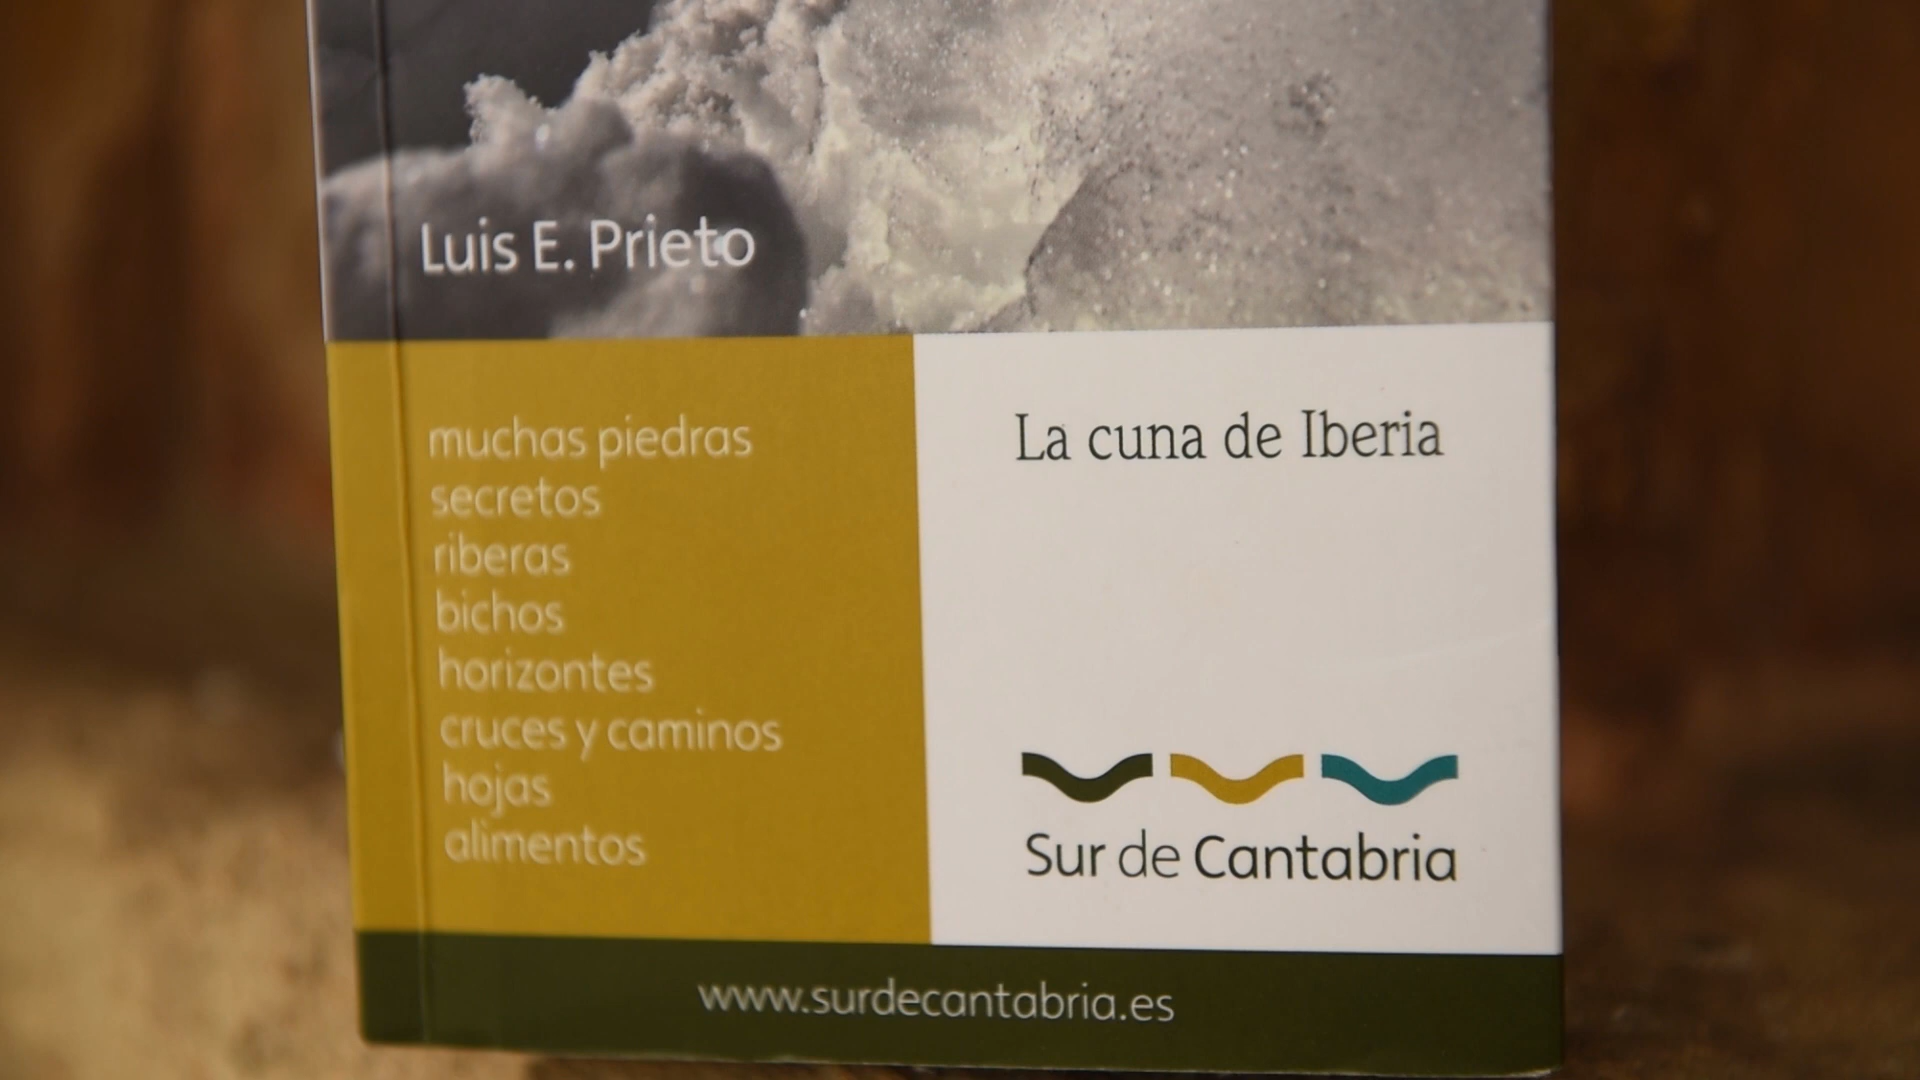 Luis E. Prieto
muchas piedras
secretos
riberas
bichos
horizontes
cruces y caminos
hojas
alimentos
La cuna de Iberia
Sur de Cantabria
www.surdecantabria.es